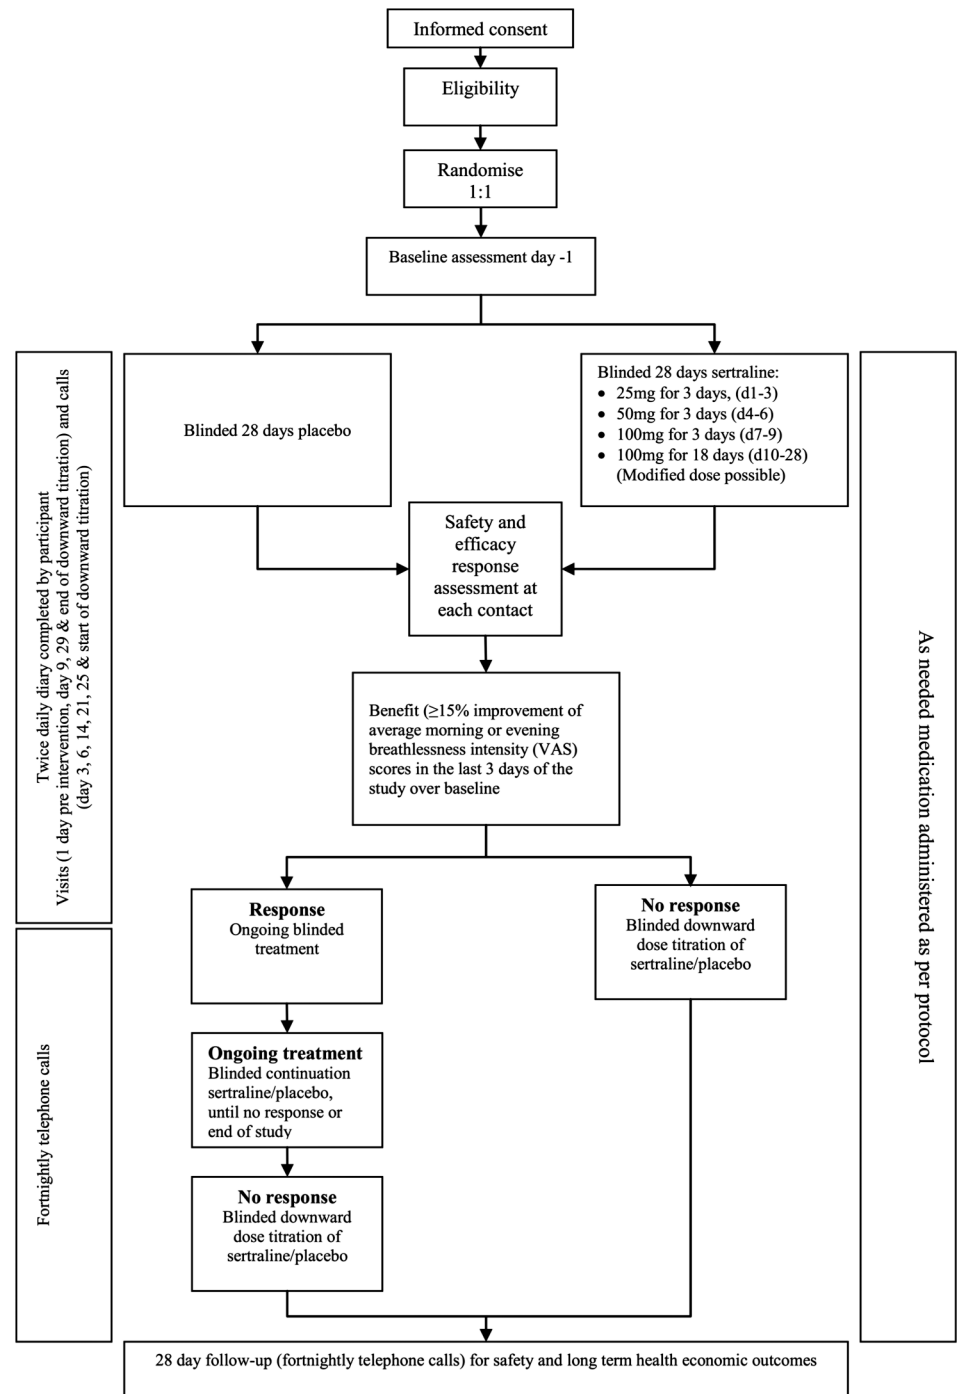 Informed consent
Eligibility
Randomise
1:1
Baseline assessment day -1
Twice daily diary completed by participant
Visits (1 day pre intervention, day 9, 29 & end of downward titration) and calls
(day 3, 6, 14, 21, 25 & start of downward titration)
Blinded 28 days placebo
Blinded 28 days sertraline:
• 25mg for 3 days, (d1-3)
• 50mg for 3 days (d4-6)
• 100mg for 3 days (d7-9)
• 100mg for 18 days (d10-28)
(Modified dose possible)
As needed medication administered as per protocol
Safety and
efficacy
response
assessment at
each contact
Benefit (≥15% improvement of
average morning or evening
breathlessness intensity (VAS)
scores in the last 3 days of the
study over baseline
Response
Ongoing blinded
treatment
No response
Blinded downward
dose titration of
sertraline/placebo
Fortnightly telephone calls
Ongoing treatment
Blinded continuation
sertraline/placebo,
until no response or
end of study
No response
Blinded downward
dose titration of
sertraline/placebo
28 day follow-up (fortnightly telephone calls) for safety and long term health economic outcomes